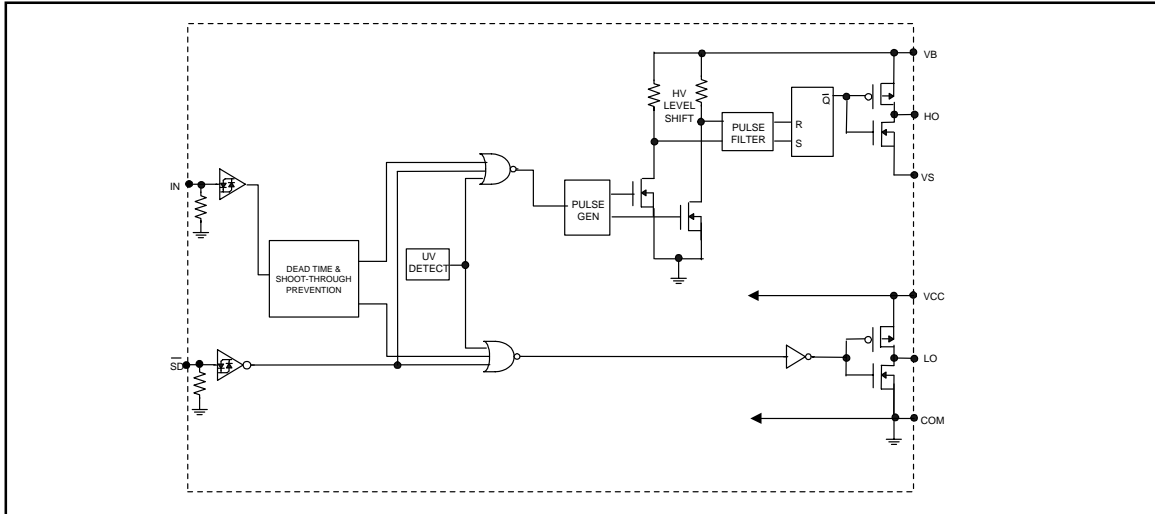 VB
HV
LEVEL
SHIFT
Q̅
PULSE
FILTER
R
S
HO
VS
IN
PULSE
GEN
UV
DETECT
DEAD TIME &
SHOOT-THROUGH
PREVENTION
VCC
S̅D̅
LO
COM